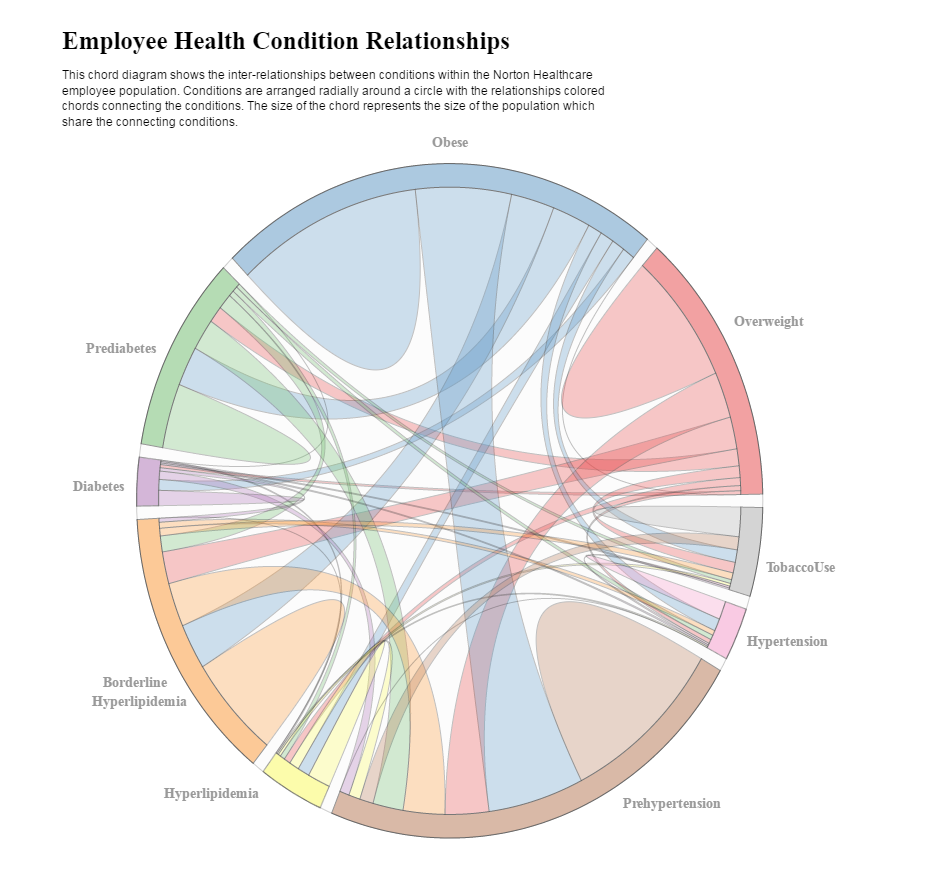 Employee Health Condition Relationships
This chord diagram shows the inter-relationships between conditions within the Norton Healthcare
employee population. Conditions are arranged radially around a circle with the relationships colored
chords connecting the conditions. The size of the chord represents the size of the population which
share the connecting conditions.
Obese
Overweight
Prediabetes
Diabetes
TobaccoUse
Hypertension
Borderline
Hyperlipidemia
Hyperlipidemia
Prehypertension